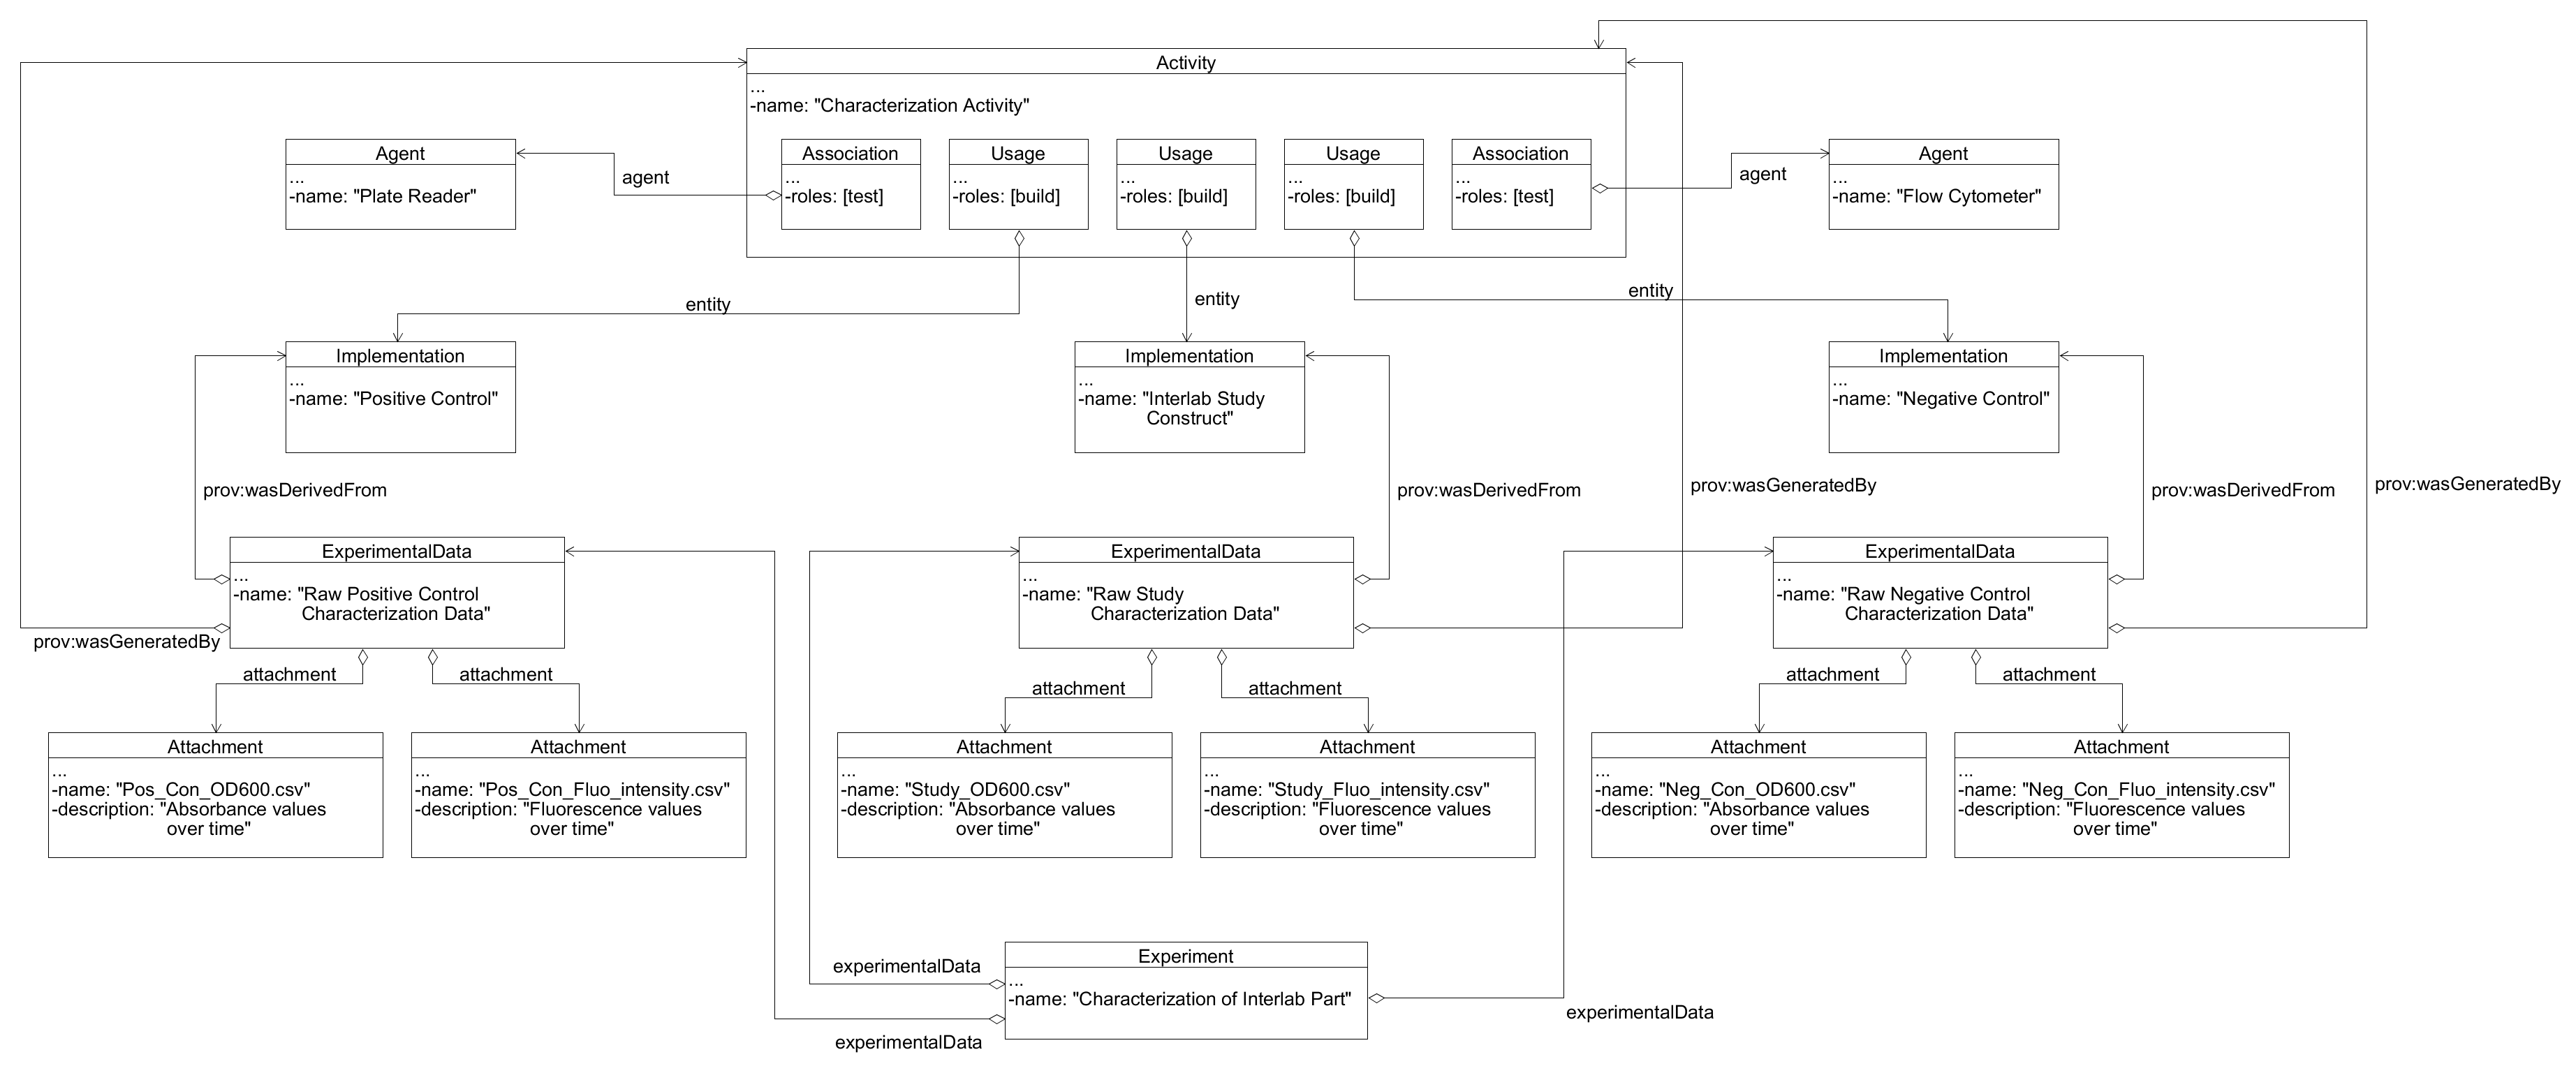 Activity
...
-name: "Characterization Activity"
Agent
...
-name: "Plate Reader"
agent
Association
...
-roles: [test]
Usage
...
-roles: [build]
Usage
...
-roles: [build]
Usage
...
-roles: [build]
Association
...
-roles: [test]
agent
Agent
...
-name: "Flow Cytometer"
entity
entity
entity
Implementation
...
-name: "Positive Control"
Implementation
...
-name: "Interlab Study
Construct"
Implementation
...
-name: "Negative Control"
prov:wasDerivedFrom
prov:wasDerivedFrom
prov:wasGeneratedBy
prov:wasDerivedFrom
prov:wasGeneratedBy
ExperimentalData
...
-name: "Raw Positive Control
Characterization Data"
prov:wasGeneratedBy
ExperimentalData
...
-name: "Raw Study
Characterization Data"
ExperimentalData
...
-name: "Raw Negative Control
Characterization Data"
attachment
attachment
attachment
attachment
attachment
attachment
Attachment
...
-name: "Pos_Con_OD600.csv"
-description: "Absorbance values
over time"
Attachment
...
-name: "Pos_Con_Fluo_intensity.csv"
-description: "Fluorescence values
over time"
Attachment
...
-name: "Study_OD600.csv"
-description: "Absorbance values
over time"
Attachment
...
-name: "Study_Fluo_intensity.csv"
-description: "Fluorescence values
over time"
Attachment
...
-name: "Neg_Con_OD600.csv"
-description: "Absorbance values
over time"
Attachment
...
-name: "Neg_Con_Fluo_intensity.csv"
-description: "Fluorescence values
over time"
experimentalData
Experiment
...
-name: "Characterization of Interlab Part"
experimentalData
experimentalData